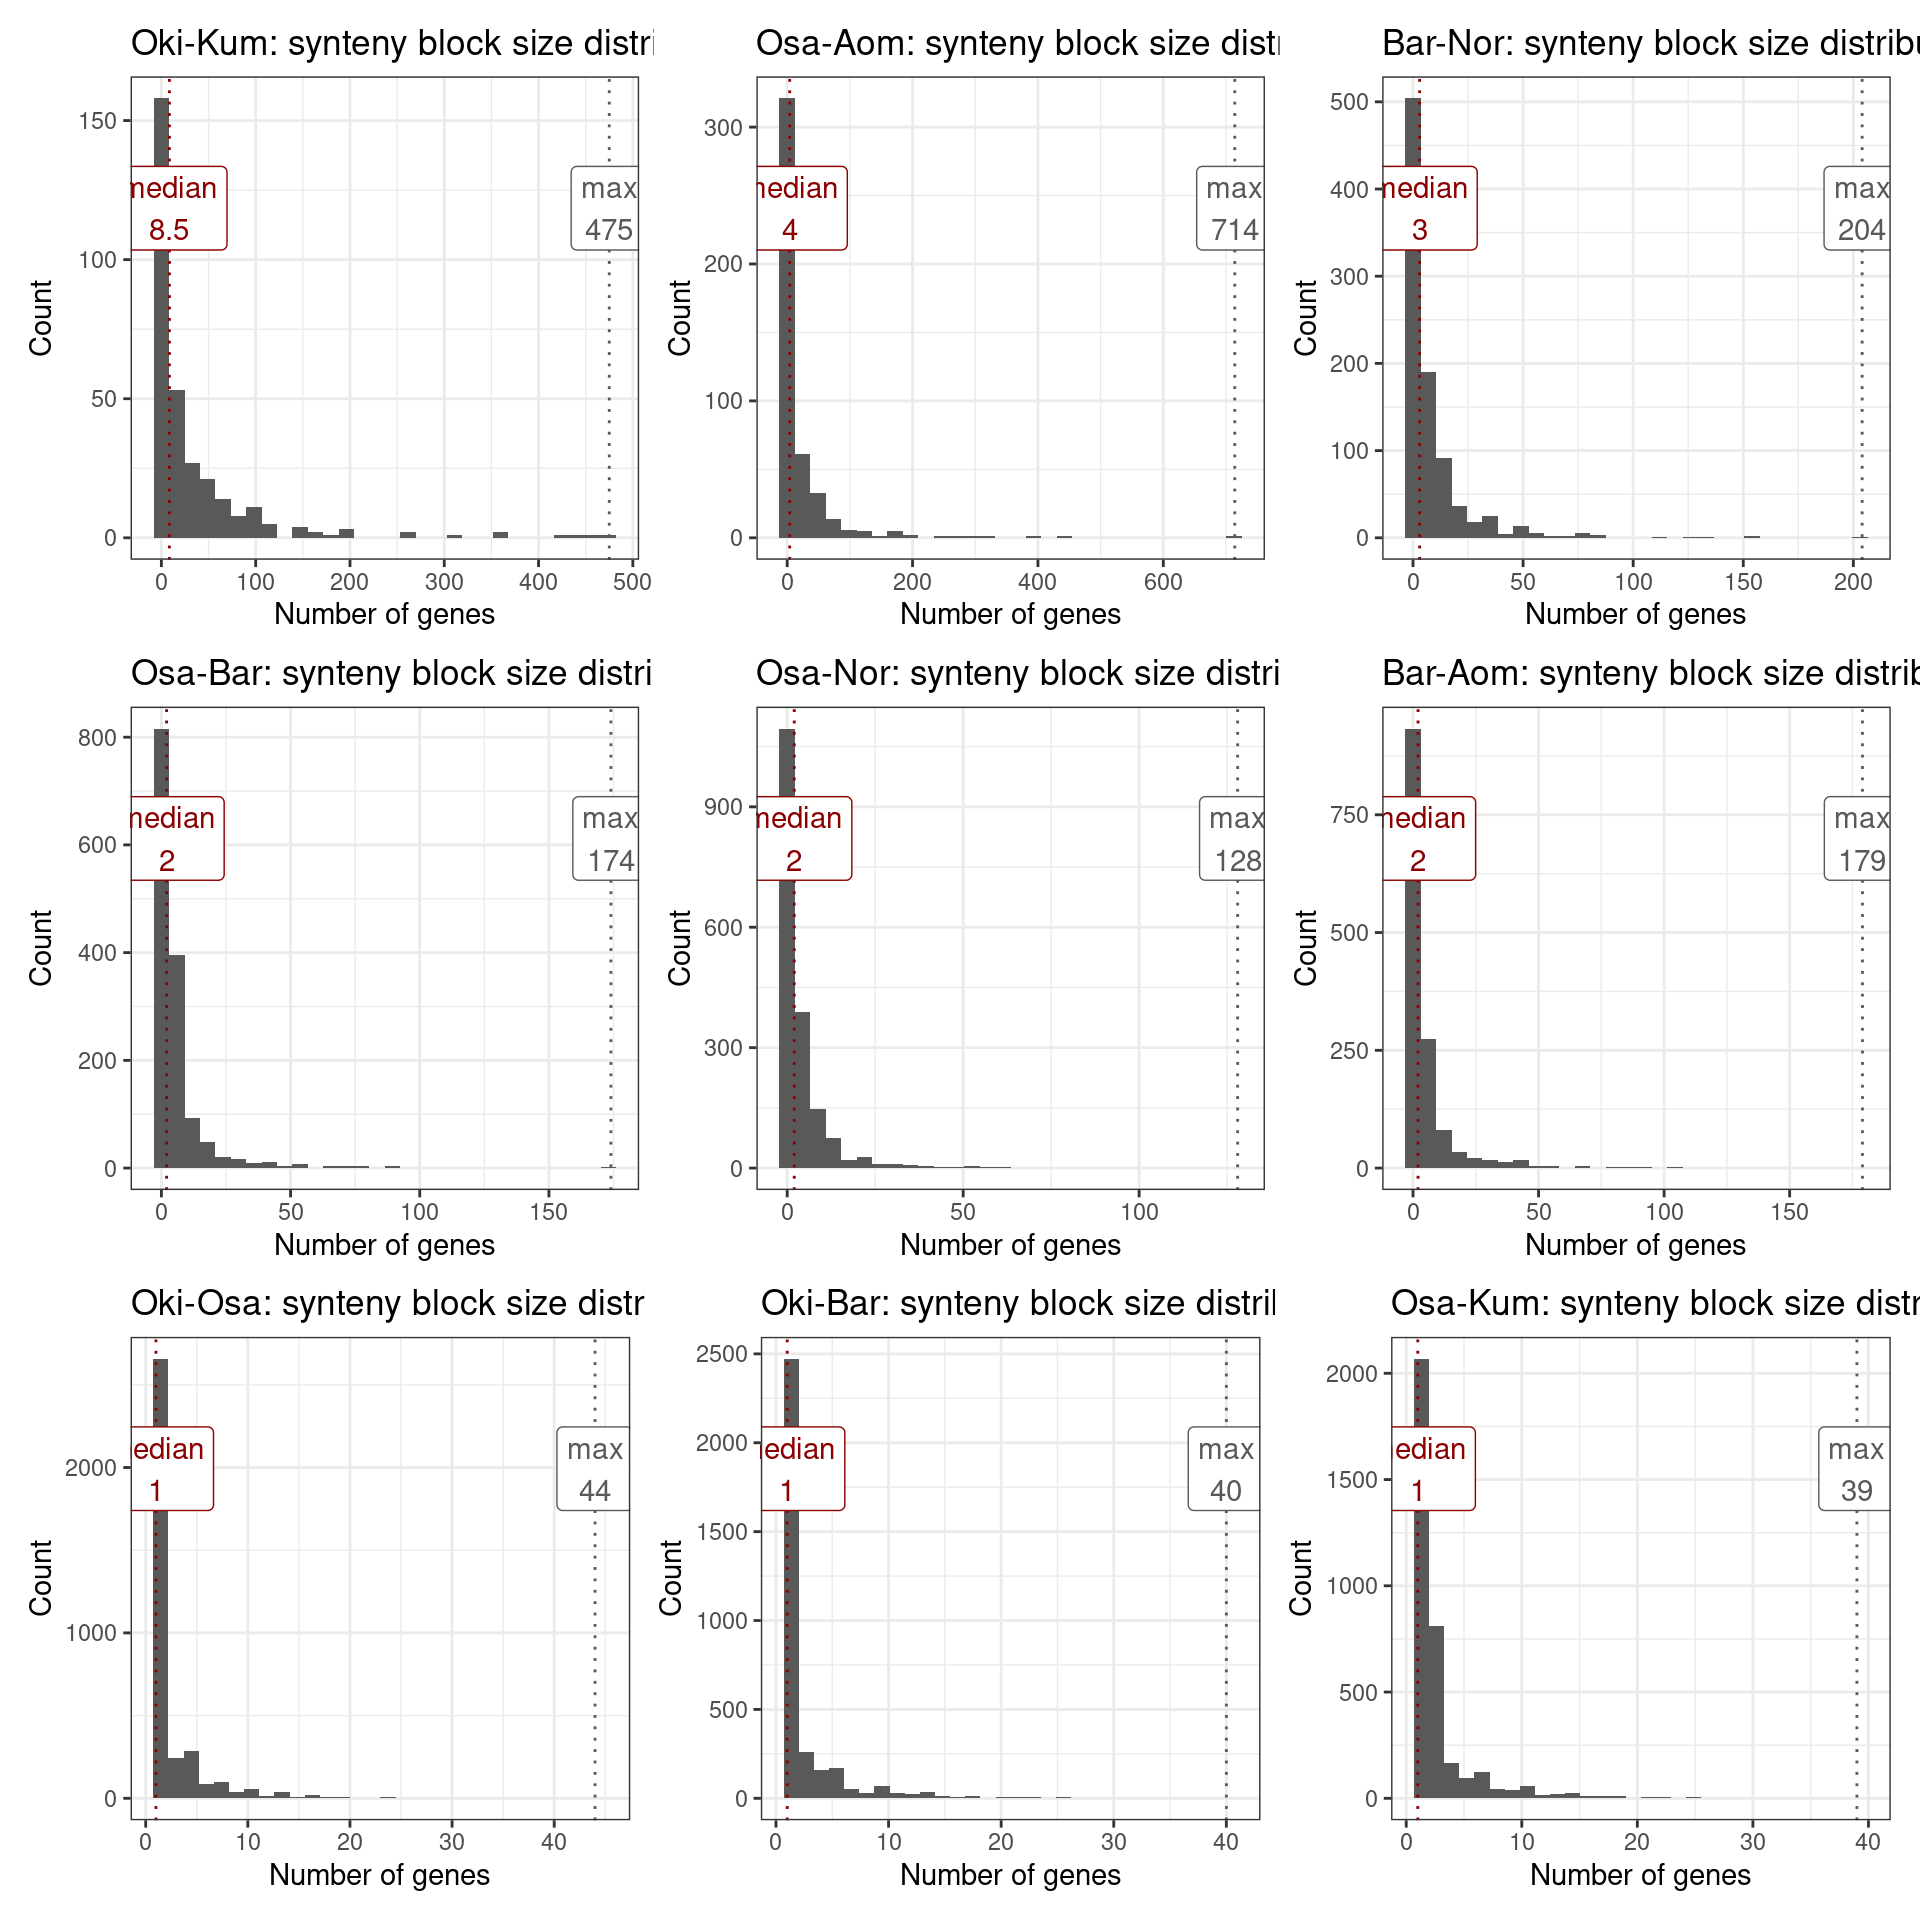 Oki-Kum: synteny block size distri
150
100
50
0
median
8.5
max
475
0 100 200 300 400 500
Number of genes
Count
Osa-Aom: synteny block size distr
300
200
100
0
median
4
max
714
0 200 400 600
Number of genes
Count
Bar-Nor: synteny block size distribu
500
400
300
200
100
0
median
3
max
204
0 50 100 150 200
Number of genes
Count
Osa-Bar: synteny block size distri
800
600
400
200
0
median
2
max
174
0 50 100 150
Number of genes
Count
Osa-Nor: synteny block size distri
900
600
300
0
median
2
max
128
0 50 100
Number of genes
Count
Bar-Aom: synteny block size distrib
750
500
250
0
median
2
max
179
0 50 100 150
Number of genes
Count
Oki-Osa: synteny block size distr
2000
1000
0
edian
1
max
44
0 10 20 30 40
Number of genes
Count
Oki-Bar: synteny block size distril
2500
2000
1500
1000
500
0
edian
1
max
40
0 10 20 30 40
Number of genes
Count
Osa-Kum: synteny block size distr
2000
1500
1000
500
0
edian
1
max
39
0 10 20 30 40
Number of genes
Count